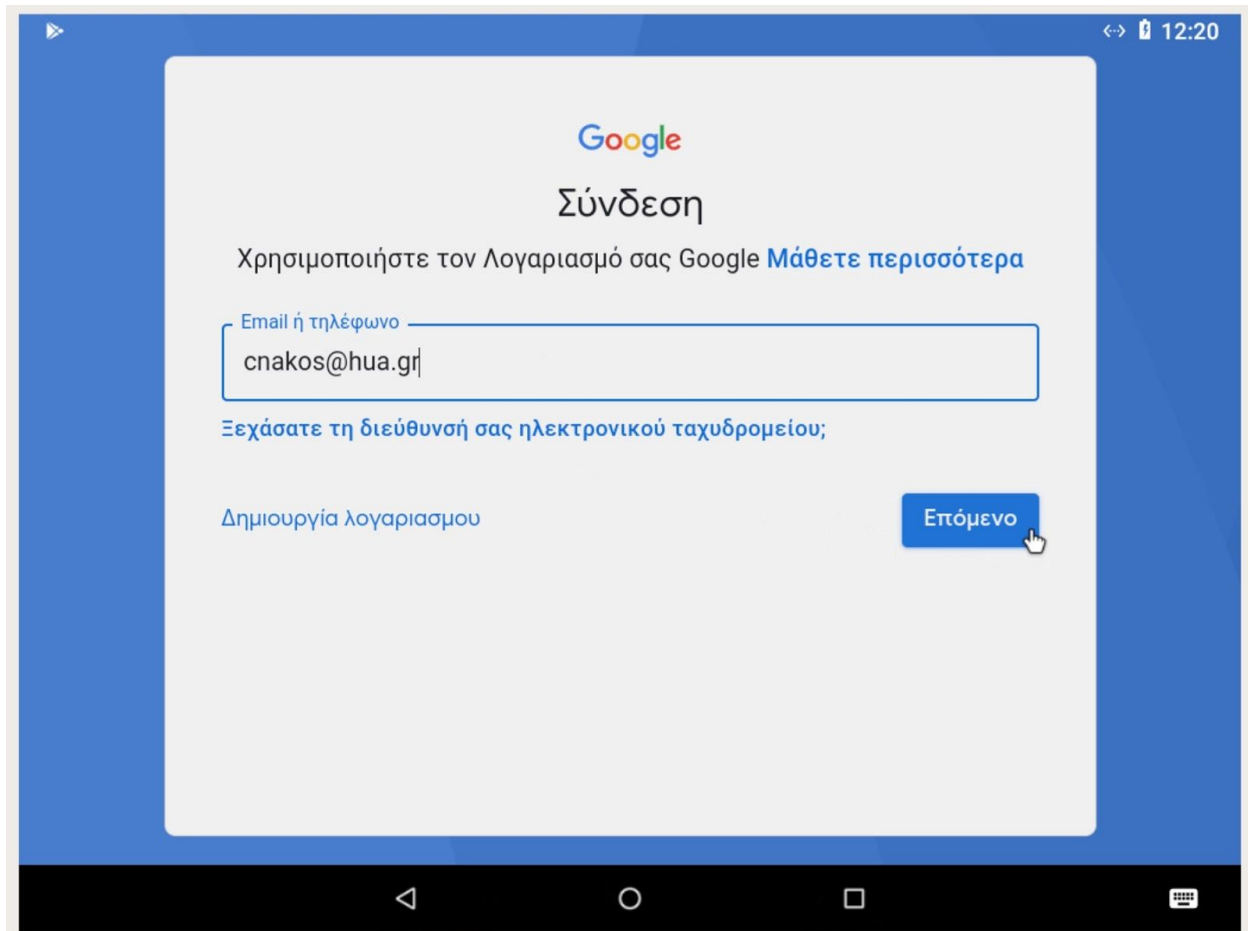 12:20
Google
Σύνδεση
Χρησιμοποιήστε τον Λογαριασμό σας Google Μάθετε περισσότερα
Email ή τηλέφωνο
cnakos@hua.gr
Ξεχάσατε τη διεύθυνσή σας ηλεκτρονικού ταχυδρομείου;
Δημιουργία λογαριασμου
Επόμενο